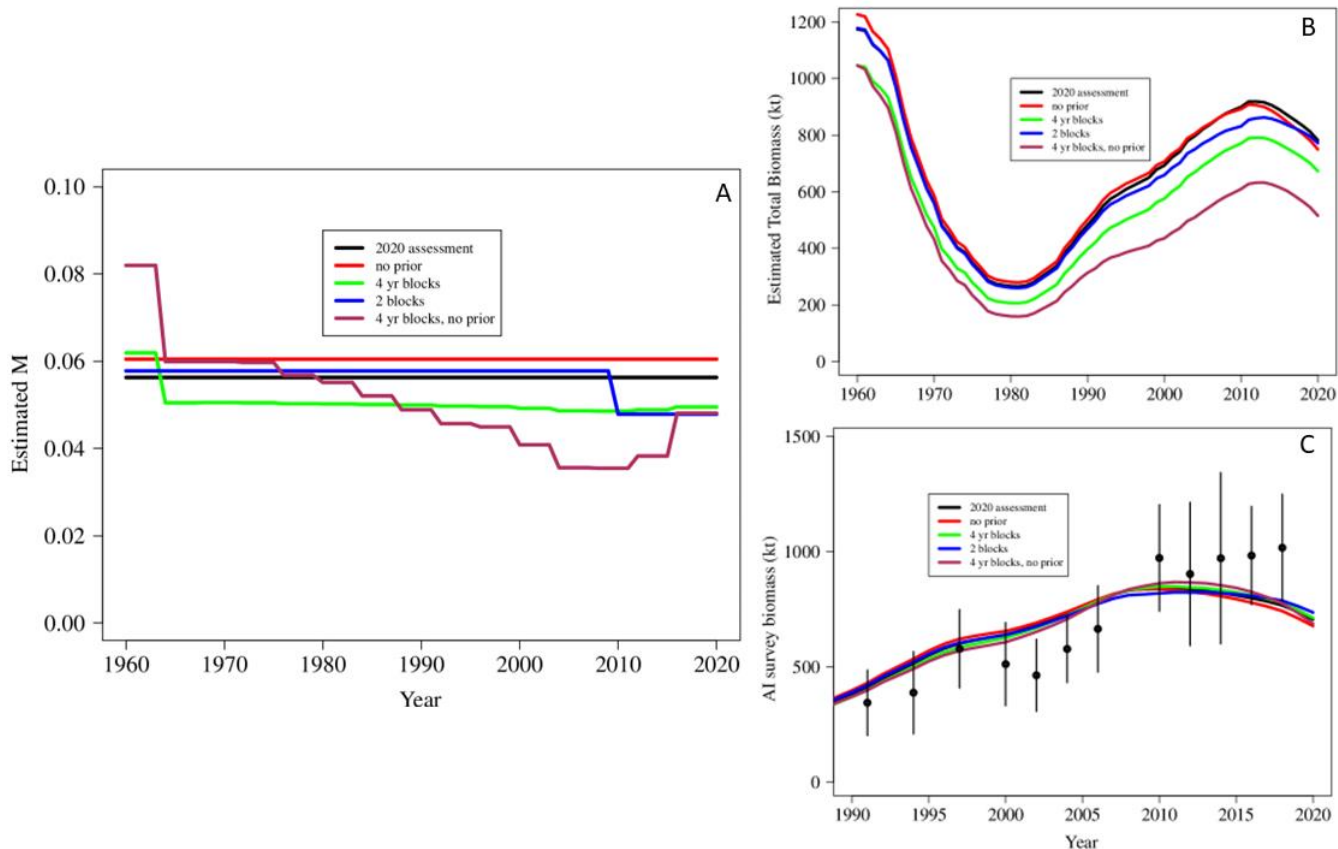 A
0.10
0.08
0.06
0.04
0.02
0.00
Estimated M
2020 assessment
no prior
4 yr blocks
2 blocks
4 yr blocks, no prior
1960 1970 1980 1990 2000 2010 2020
Year
B
1200
1000
800
600
400
200
0
Estimated Total Biomass (kt)
2020 assessment
no prior
4 yr blocks
2 blocks
4 yr blocks, no prior
1960 1970 1980 1990 2000 2010 2020
C
1500
1000
500
0
AI survey biomass (kt)
2020 assessment
no prior
4 yr blocks
2 blocks
4 yr blocks, no prior
1990 1995 2000 2005 2010 2015 2020
Year